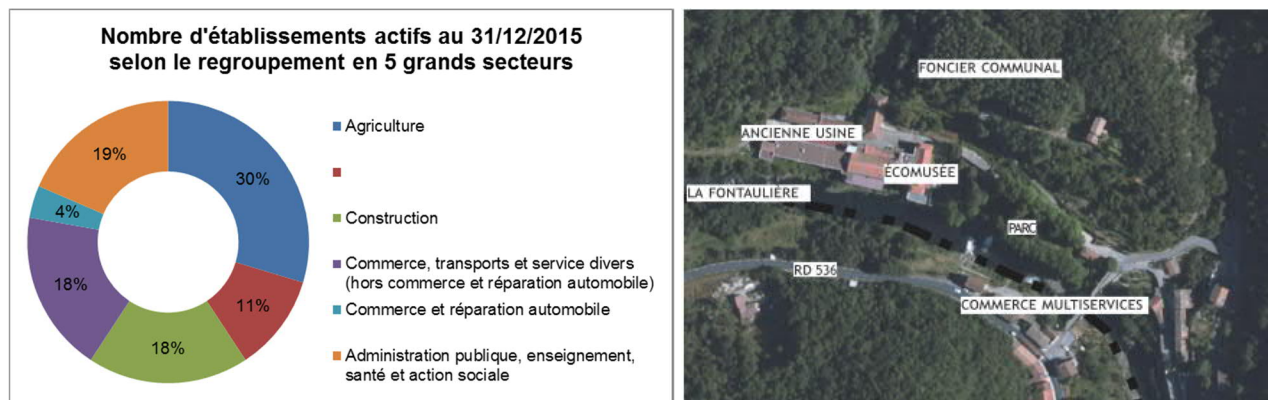 Nombre d'établissements actifs au 31/12/2015
selon le regroupement en 5 grands secteurs
30%
11%
18%
18%
4%
19%
Agriculture
Construction
Commerce, transports et service divers
(hors commerce et réparation automobile)
Commerce et réparation automobile
Administration publique, enseignement,
santé et action sociale
FONCIER COMMUNAL
ANCIENNE USINE
ÉCOMUSÉE
LA FONTAULIÈRE
PARC
RD 536
COMMERCE MULTISERVICES